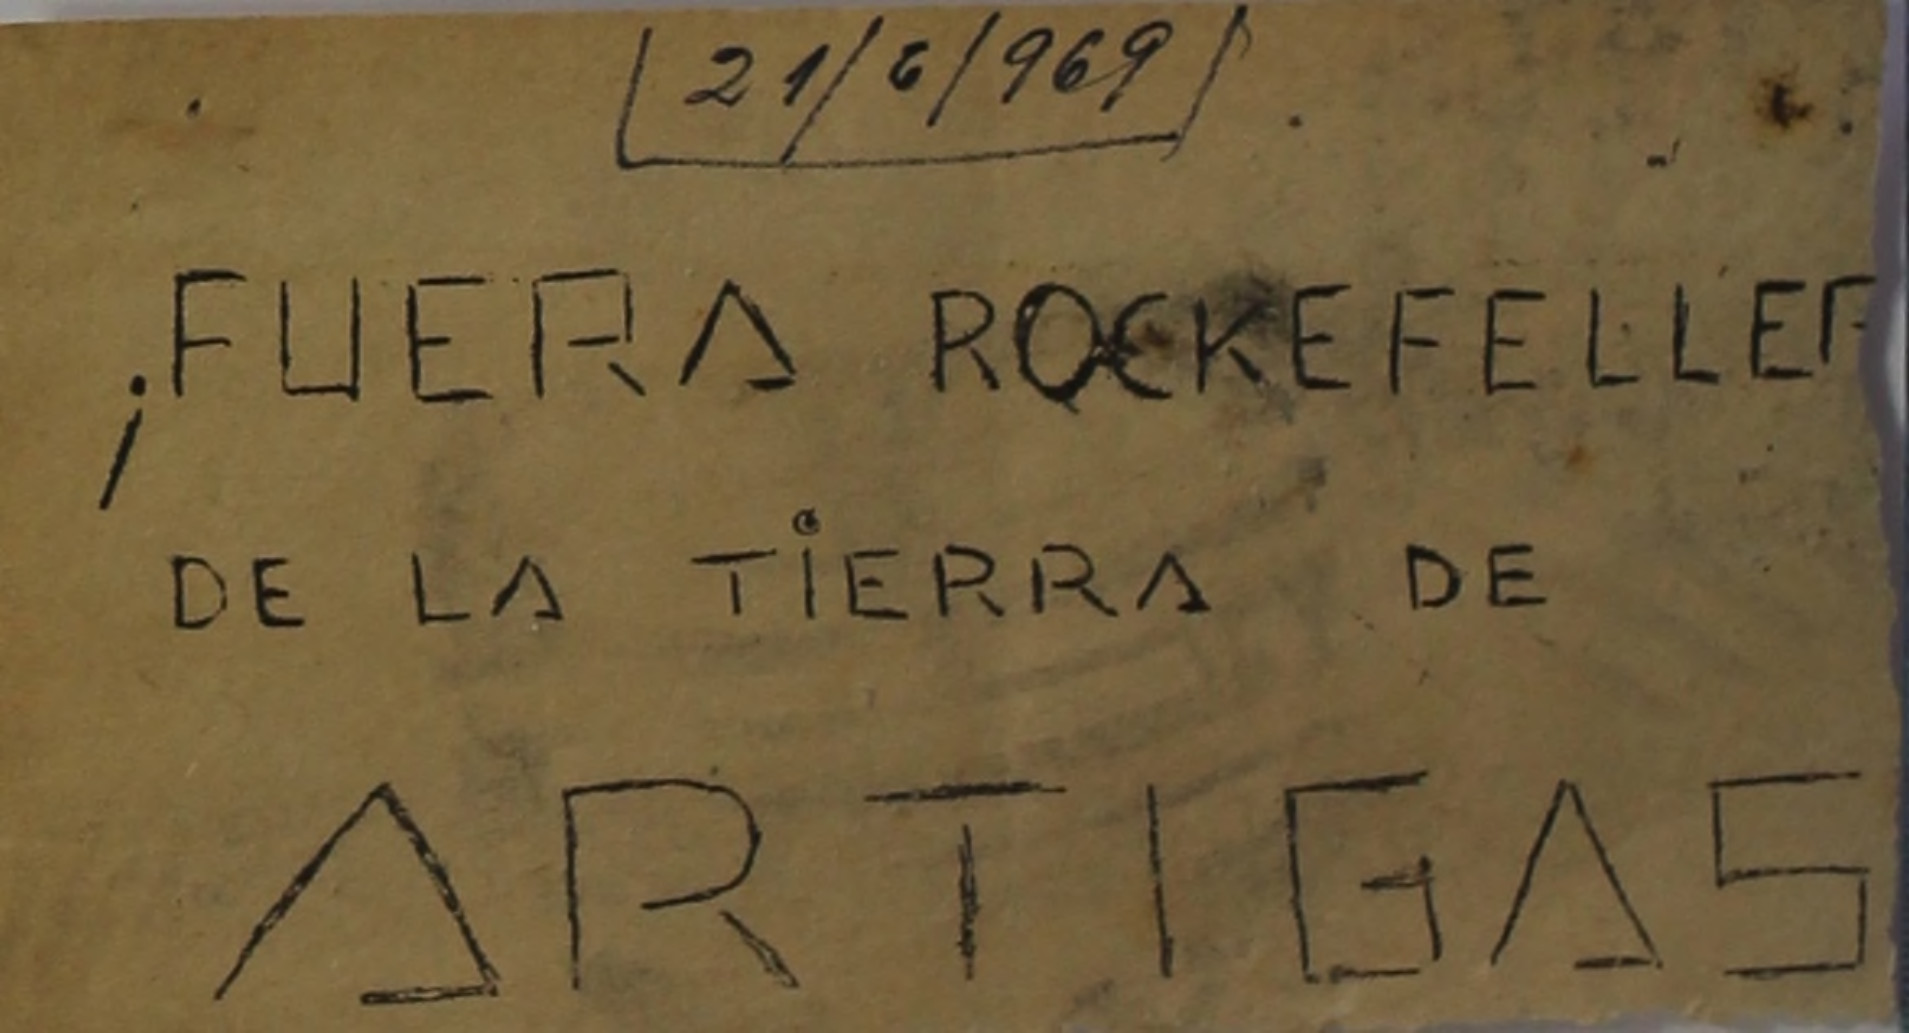 21/6/969
¡FUERA ROCKEFELLER
DE LA TiERRA DE
ARTIGAS